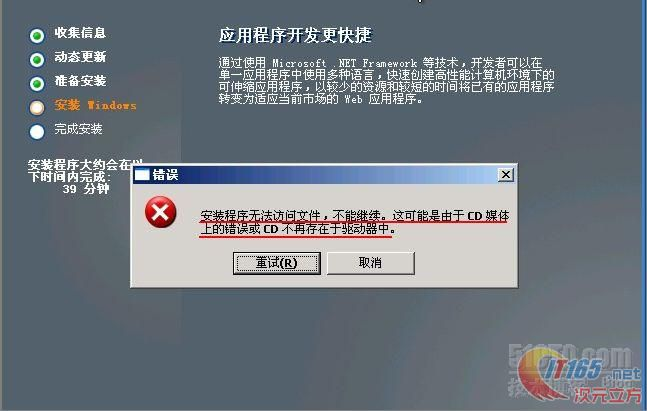 收集信息
动态更新
准备安装
安装 Windows
完成安装
安装程序大约会在以
下时间内完成:
39 分钟
应用程序开发更快捷
通过使用 Microsoft .NET Framework 等技术，开发者可以在
单一应用程序中使用多种语言，快速创建高性能计算机环境下的
可伸缩应用程序，以较少的资源和较短的时间将已有的应用程序
转变为适应当前市场的 Web 应用程序。
错误
安装程序无法访问文件，不能继续。这可能是由于 CD 媒体
上的错误或 CD 不再存在于驱动器中。
重试(R)
取消
IT165.net
次元立方